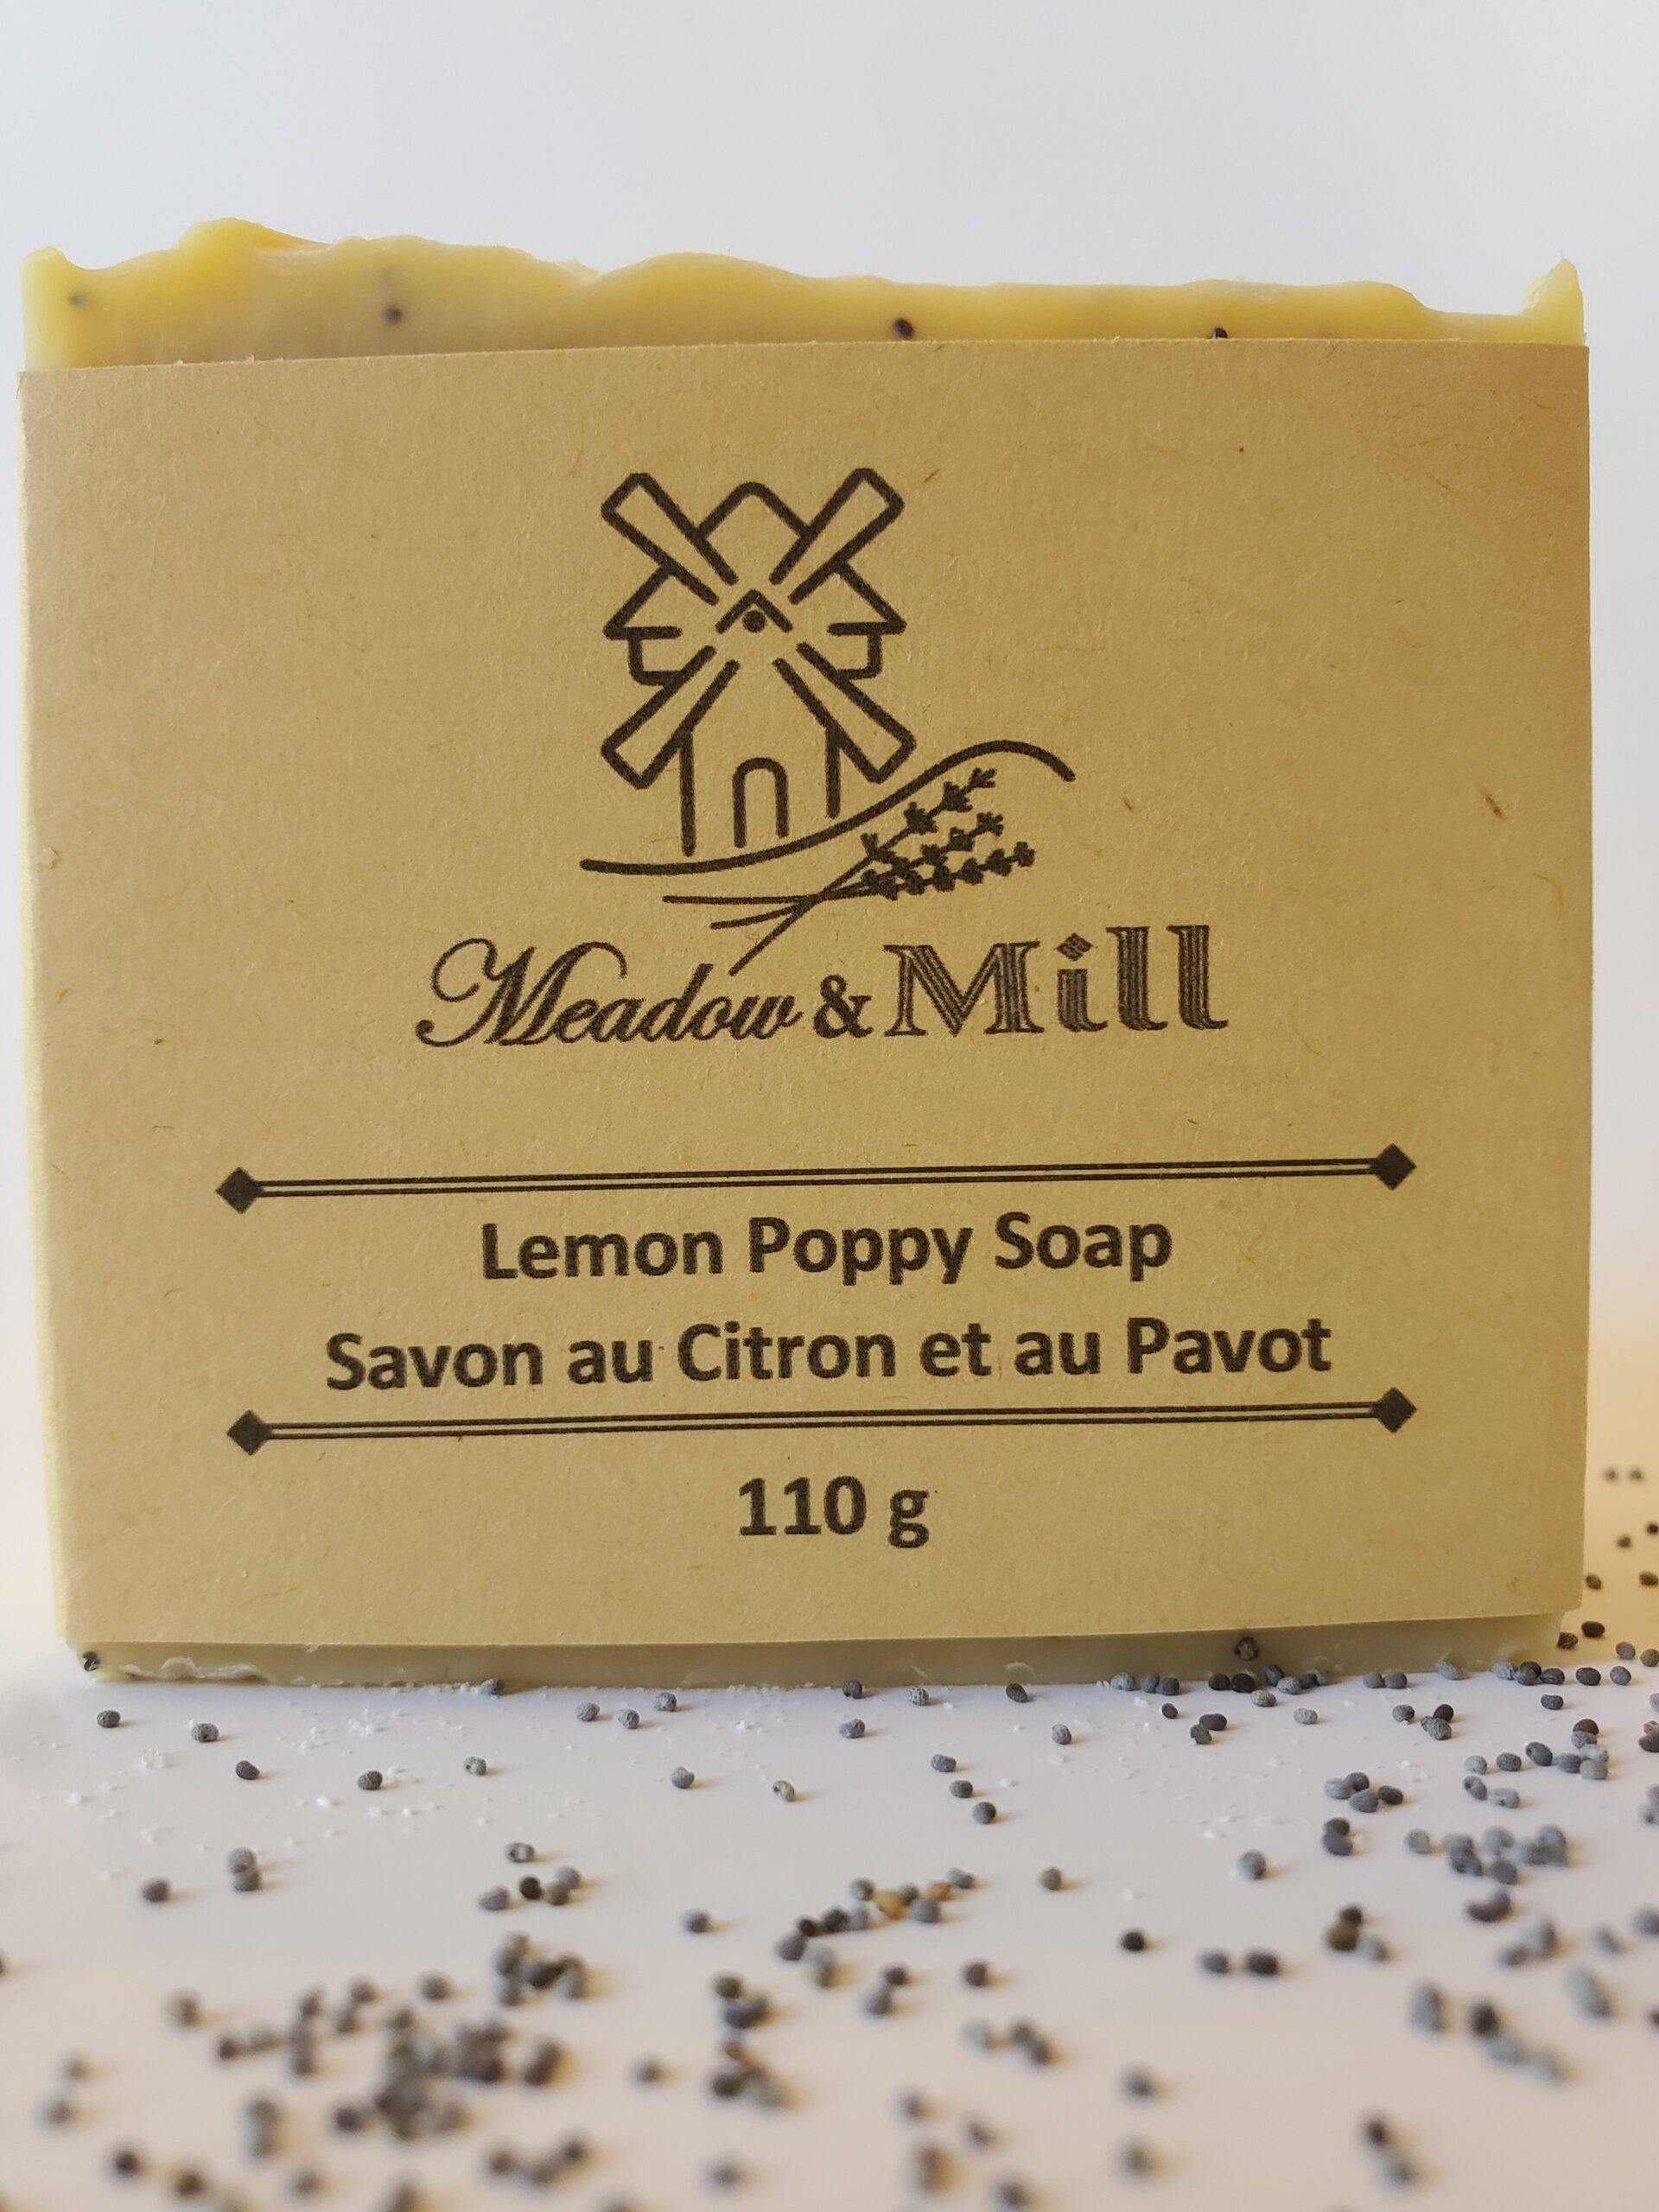 Meadow & Mill
Lemon Poppy Soap
Savon au Citron et au Pavot
110 g